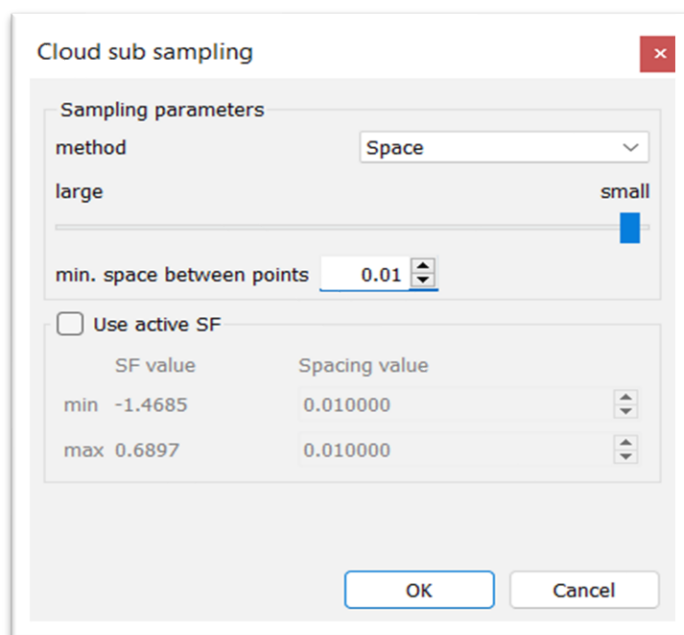 Cloud sub sampling
Sampling parameters
method Space
large small
min. space between points 0.01
Use active SF
SF value Spacing value
min -1.4685 0.010000
max 0.6897 0.010000
OK Cancel